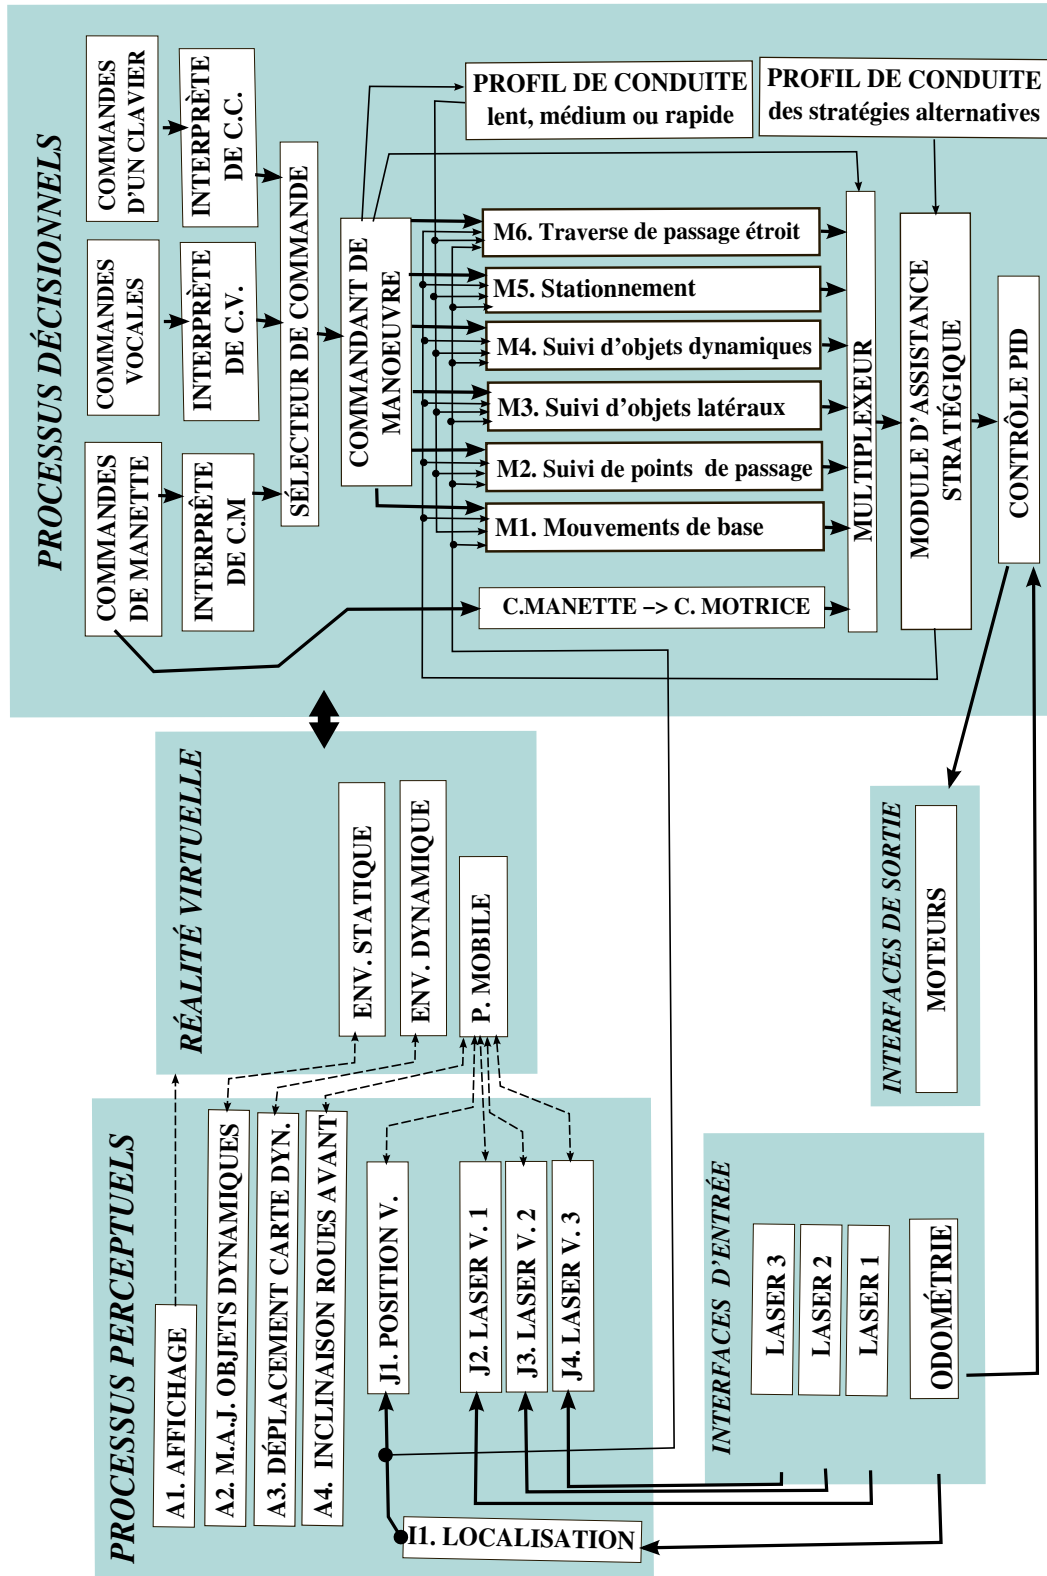 PROCESSUS DÉCISIONNELS
COMMANDES
D'UN CLAVIER
INTERPRÈTE
DE C.C.
COMMANDES
VOCALES
INTERPRÈTE
DE C.V.
COMMANDES
DE MANETTE
INTERPRÊTE
DE C.M
SÉLECTEUR DE COMMANDE
COMMANDANT DE
MANOEUVRE
PROFIL DE CONDUITE
lent, médium ou rapide
PROFIL DE CONDUITE
des stratégies alternatives
M6. Traverse de passage étroit
M5. Stationnement
M4. Suivi d'objets dynamiques
M3. Suivi d'objets latéraux
M2. Suivi de points de passage
M1. Mouvements de base
C.MANETTE –> C. MOTRICE
MULTIPLEXEUR
MODULE D'ASSISTANCE
STRATÉGIQUE
CONTRÔLE PID
RÉALITÉ VIRTUELLE
ENV. STATIQUE
ENV. DYNAMIQUE
P. MOBILE
INTERFACES DE SORTIE
MOTEURS
PROCESSUS PERCEPTUELS
A1. AFFICHAGE
A2. M.A.J. OBJETS DYNAMIQUES
A3. DÉPLACEMENT CARTE DYN.
A4. INCLINAISON ROUES AVANT
J1. POSITION V.
J2. LASER V. 1
J3. LASER V. 2
J4. LASER V. 3
I1. LOCALISATION
INTERFACES D'ENTRÉE
LASER 3
LASER 2
LASER 1
ODOMÉTRIE